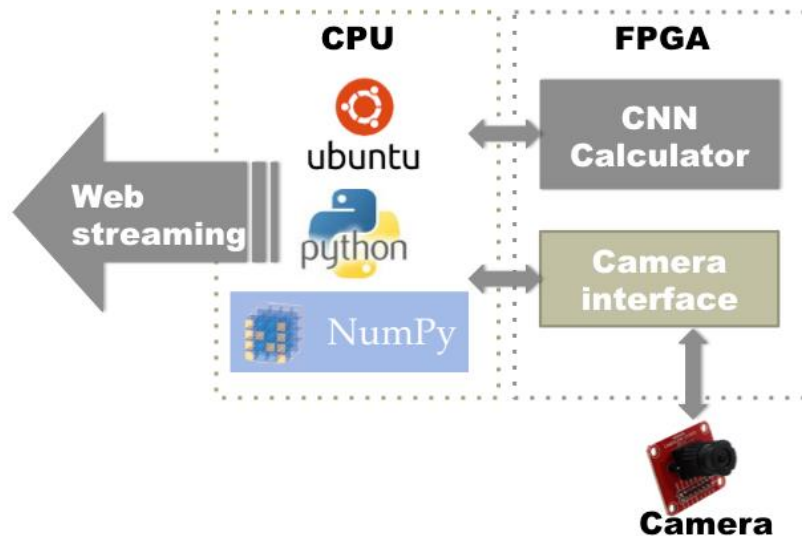 CPU
FPGA
ubuntu
CNN
Calculator
Web
streaming
python
Camera
interface
NumPy
Camera